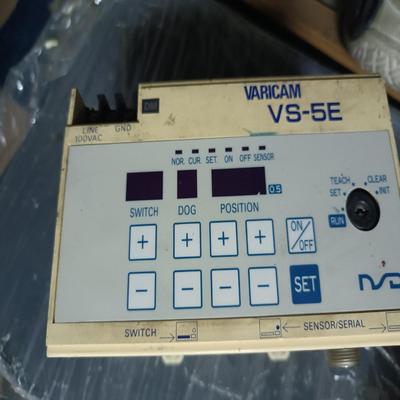 VARICAM
VS-5E
LINE GND
100VAC
NOR. CUR. SET. ON OFF SENSOR
0.5
SWITCH DOG POSITION
TEACH CLEAR
SET. INIT
RUN
+ + + + ON/OFF
- - - - SET
NSD
SWITCH SENSOR/SERIAL